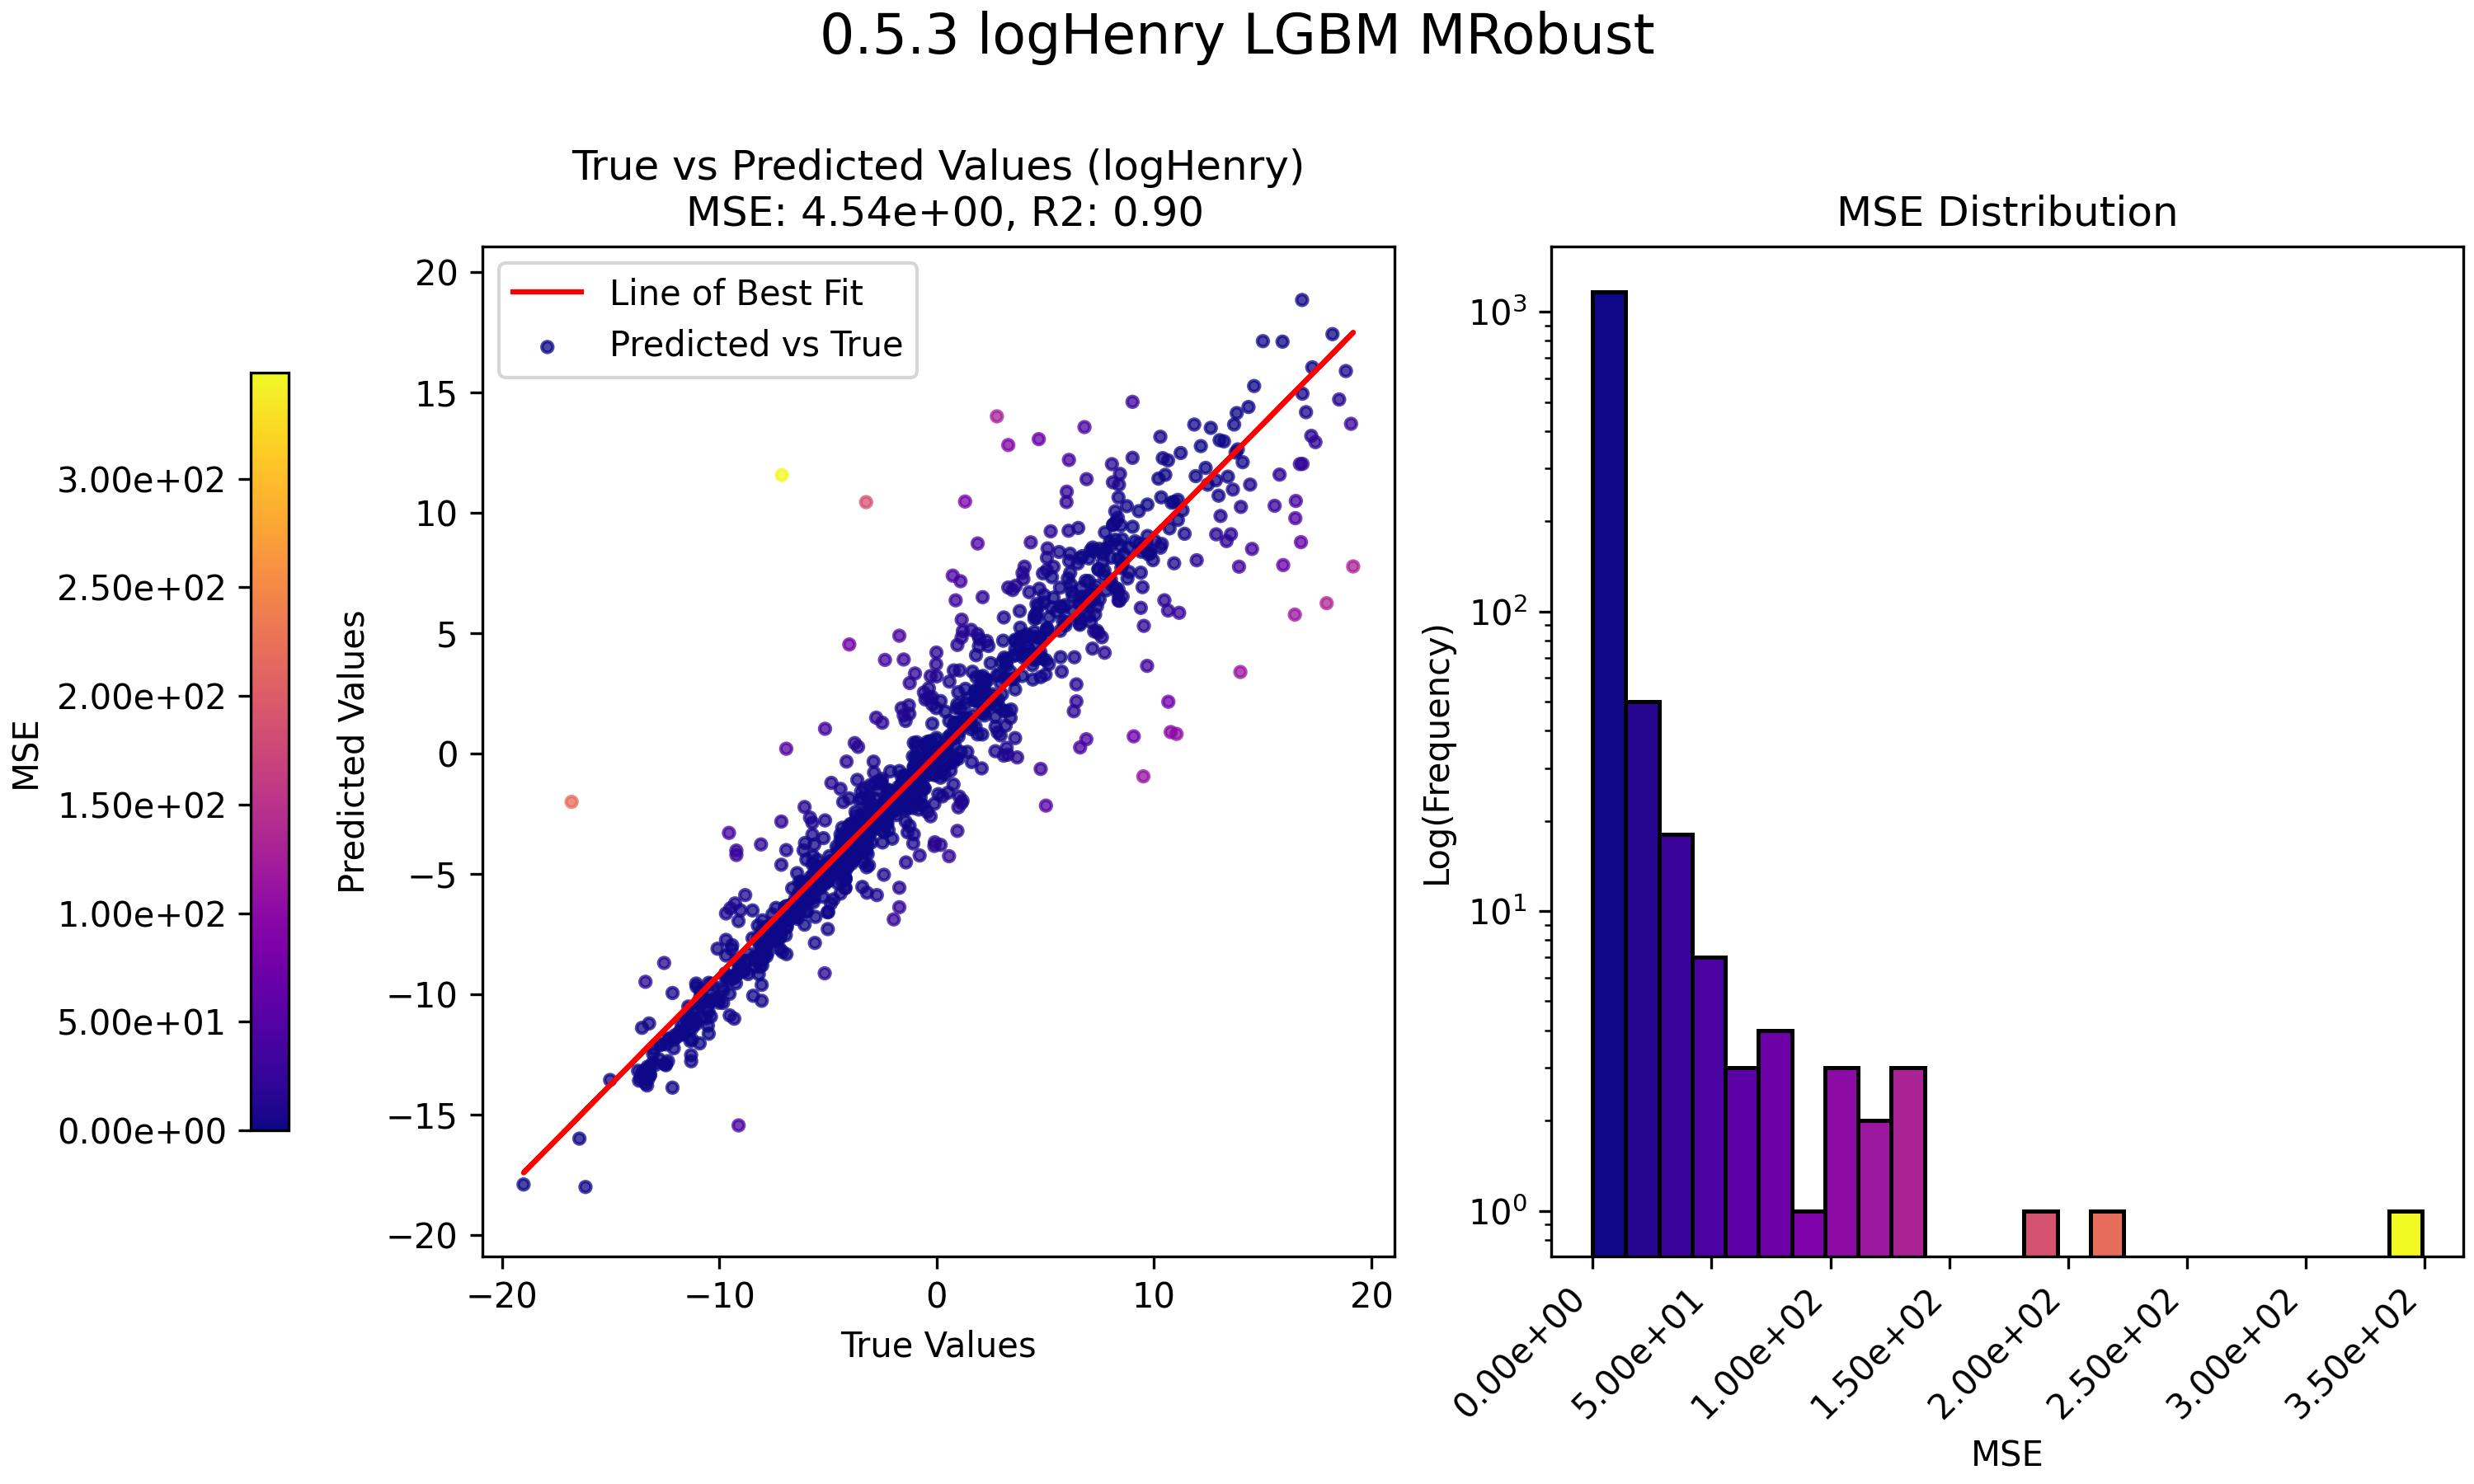 0.5.3 logHenry LGBM MRobust
True vs Predicted Values (logHenry)
MSE: 4.54e+00, R2: 0.90
MSE Distribution
MSE
3.00e+02
2.50e+02
2.00e+02
1.50e+02
1.00e+02
5.00e+01
0.00e+00
Predicted Values
20
15
10
5
0
−5
−10
−15
−20
Line of Best Fit
Predicted vs True
−20
−10
0
10
20
True Values
Log(Frequency)
10³
10²
10¹
10⁰
0.00e+00
5.00e+01
1.00e+02
1.50e+02
2.00e+02
2.50e+02
3.00e+02
3.50e+02
MSE